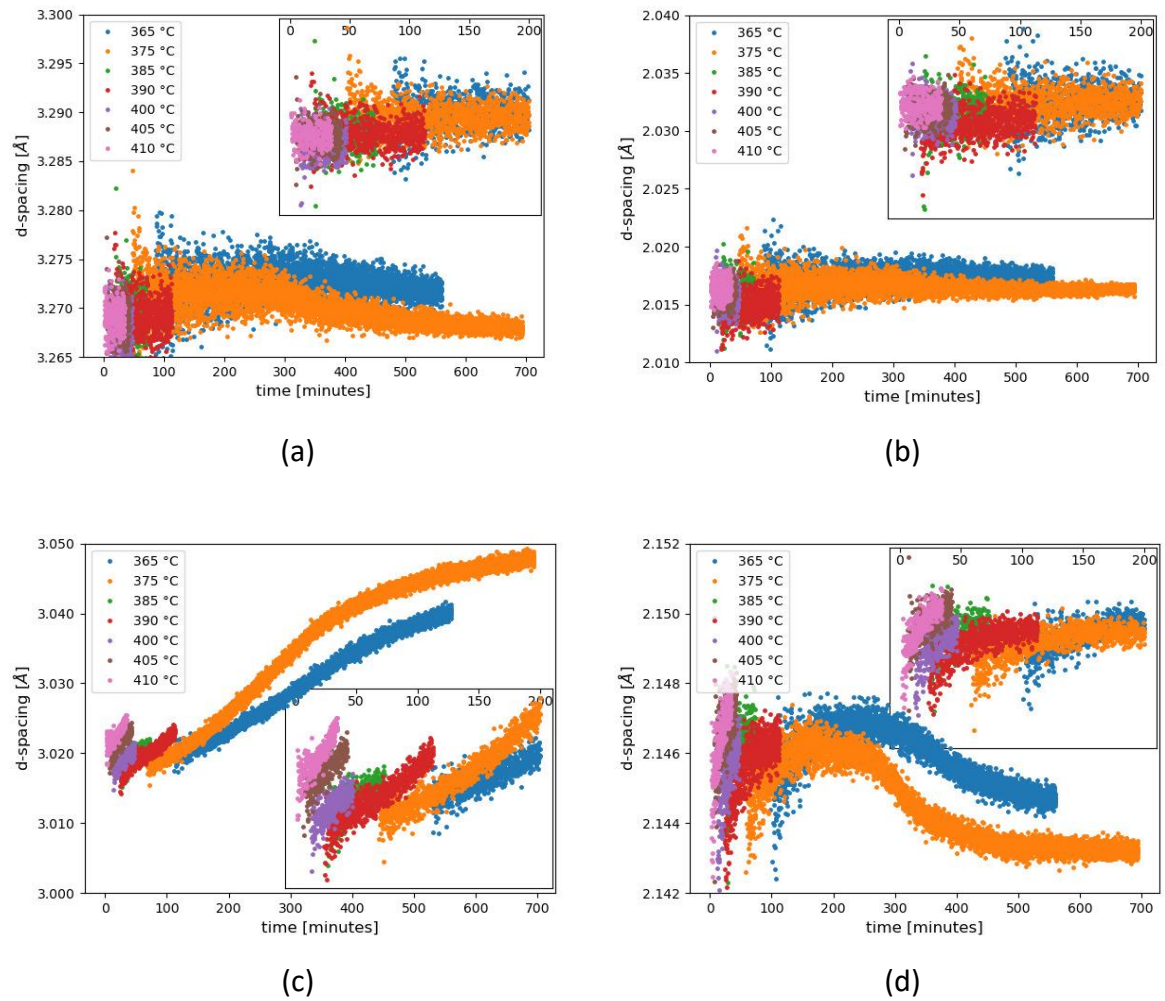 3.300
3.295
3.290
3.285
3.280
3.275
3.270
3.265
d-spacing [Å]
365 °C
375 °C
385 °C
390 °C
400 °C
405 °C
410 °C
0 50 100 150 200
0 100 200 300 400 500 600 700
time [minutes]
(a)
2.040
2.035
2.030
2.025
2.020
2.015
2.010
d-spacing [Å]
365 °C
375 °C
385 °C
390 °C
400 °C
405 °C
410 °C
0 50 100 150 200
0 100 200 300 400 500 600 700
time [minutes]
(b)
3.050
3.040
3.030
3.020
3.010
3.000
d-spacing [Å]
365 °C
375 °C
385 °C
390 °C
400 °C
405 °C
410 °C
0 50 100 150 200
0 100 200 300 400 500 600 700
time [minutes]
(c)
2.152
2.150
2.148
2.146
2.144
2.142
d-spacing [Å]
365 °C
375 °C
385 °C
390 °C
400 °C
405 °C
410 °C
0 50 100 150 200
0 100 200 300 400 500 600 700
time [minutes]
(d)